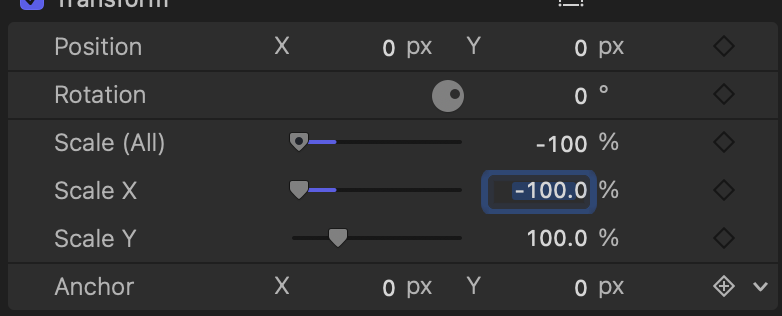 Transform
Position X 0 px Y 0 px
Rotation 0 °
Scale (All) -100 %
Scale X -100.0 %
Scale Y 100.0 %
Anchor X 0 px Y 0 px